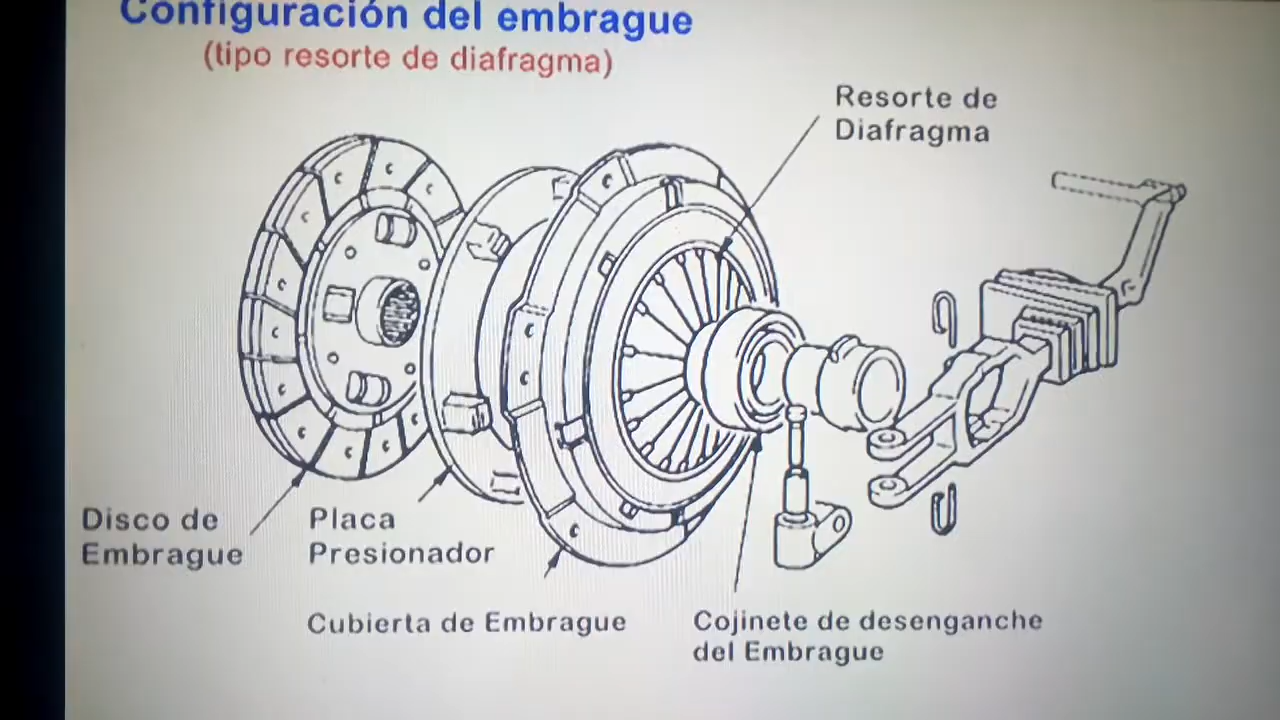 Configuración del embrague
(tipo resorte de diafragma)
Resorte de
Diafragma
Disco de
Embrague
Placa
Presionador
Cubierta de Embrague
Cojinete de desenganche
del Embrague